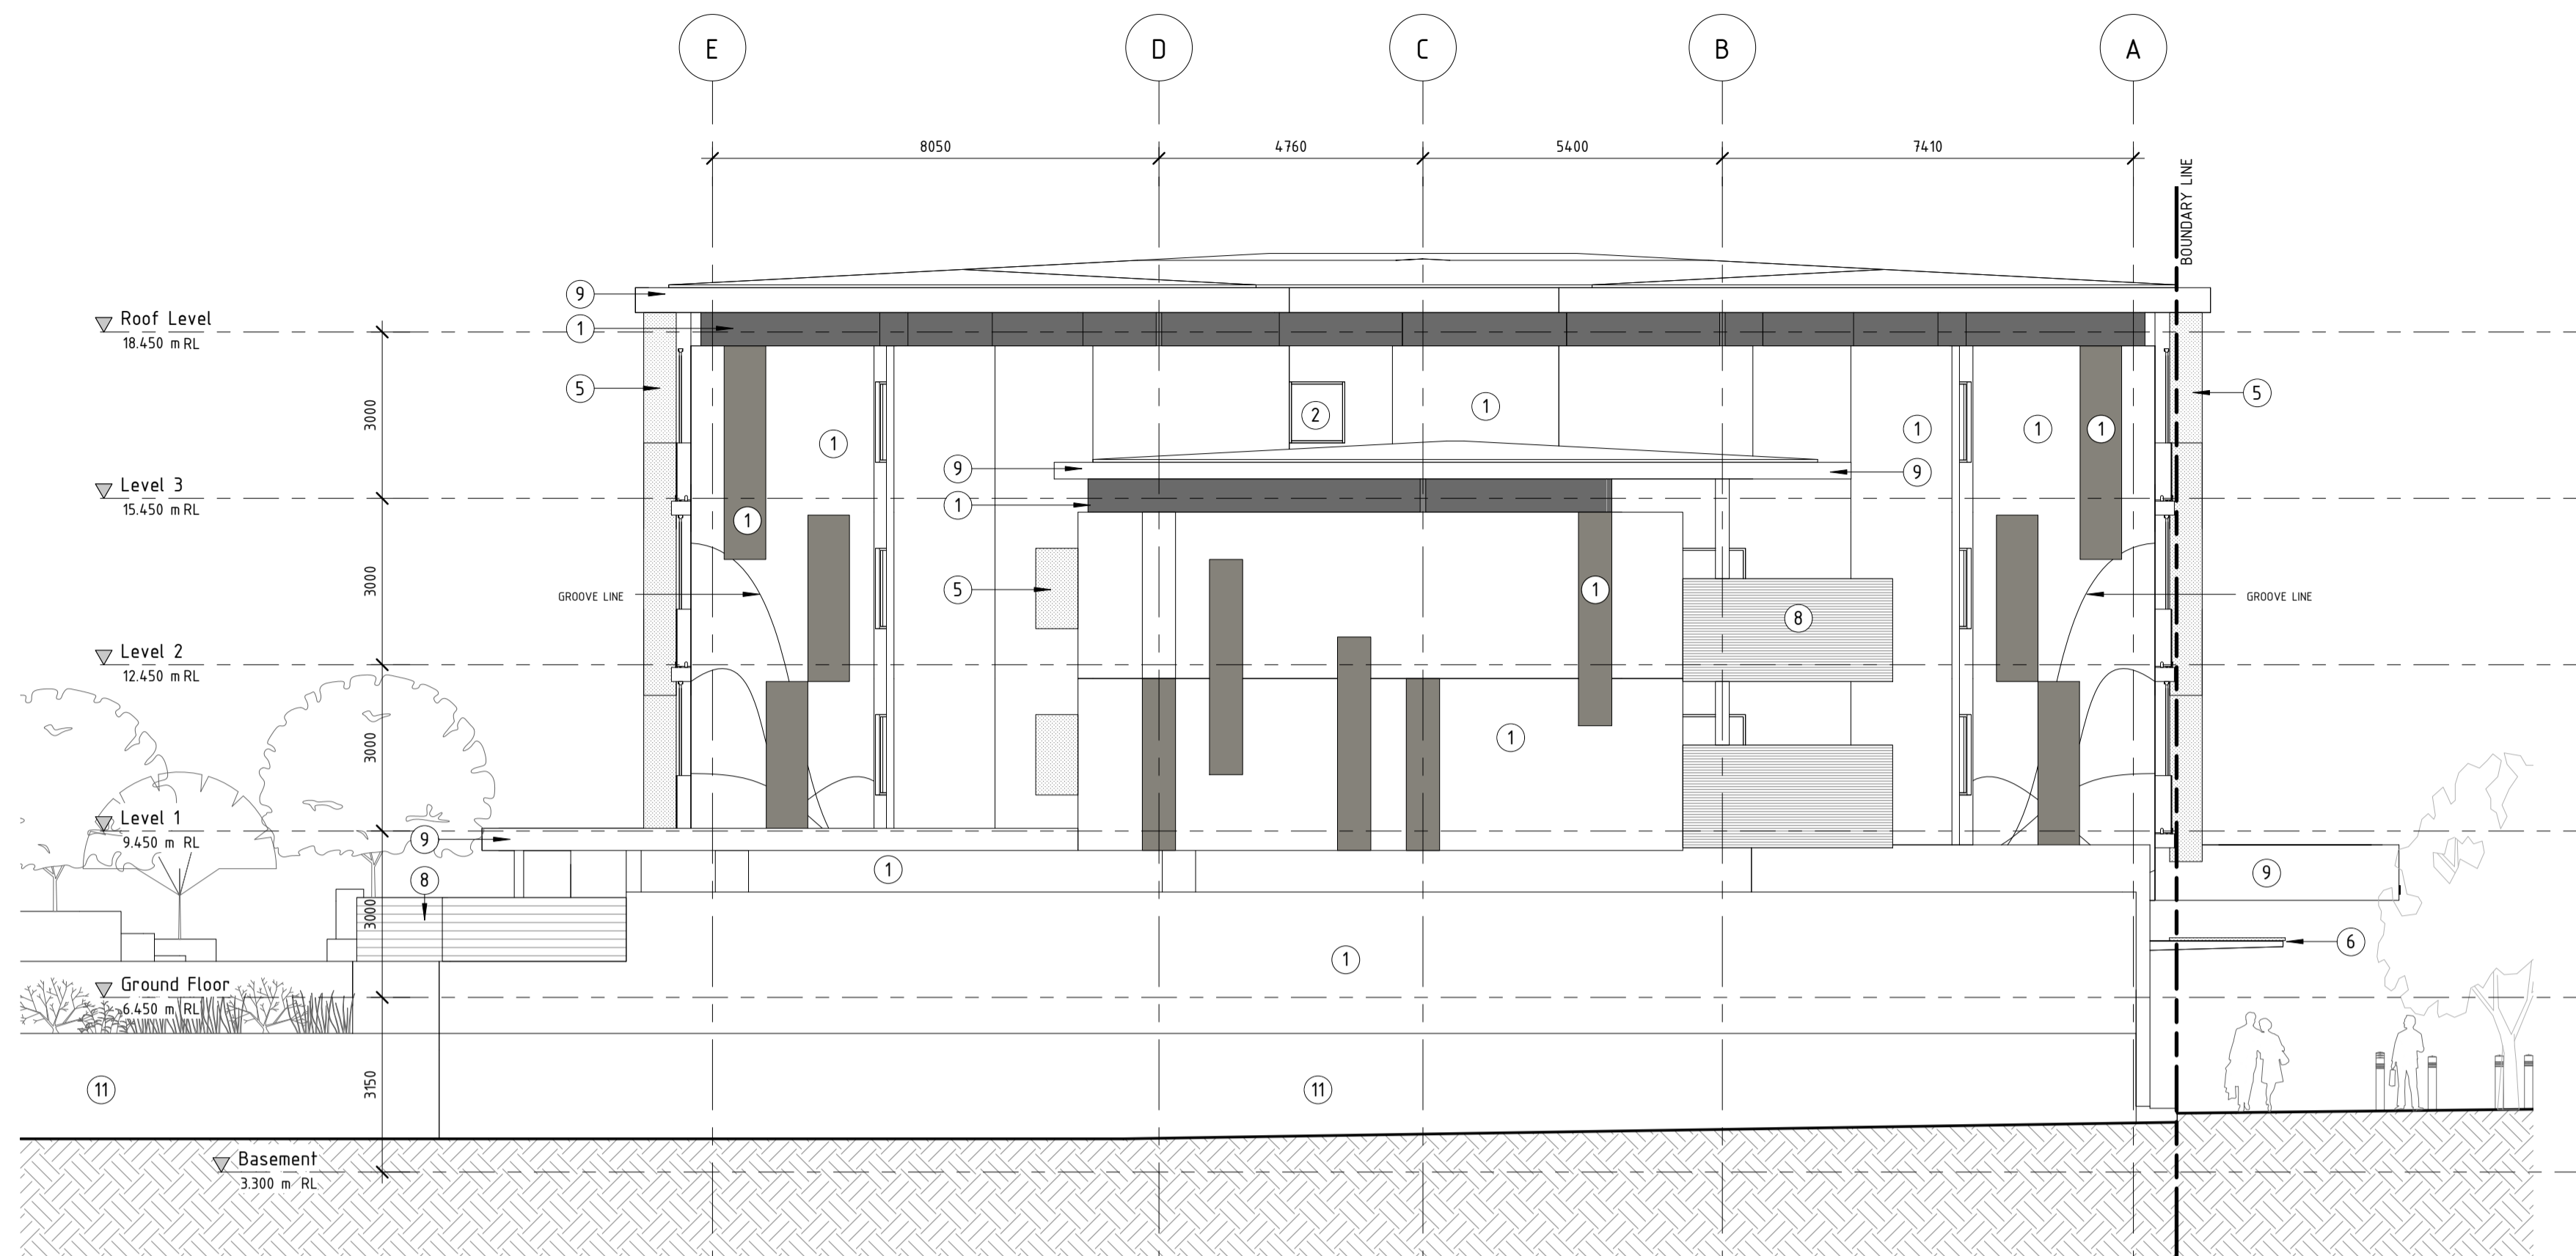 E
D
C
B
A
8050
4760
5400
7410
BOUNDARY LINE
9
Roof Level
18.450 m RL
1
5
5
3000
2
1
1
1
1
1
9
9
Level 3
15.450 m RL
1
1
3000
5
1
GROOVE LINE
GROOVE LINE
8
Level 2
12.450 m RL
3000
1
Level 1
9.450 m RL
9
1
9
8
3000
6
1
Ground Floor
6.450 m RL
3150
11
11
Basement
3.300 m RL